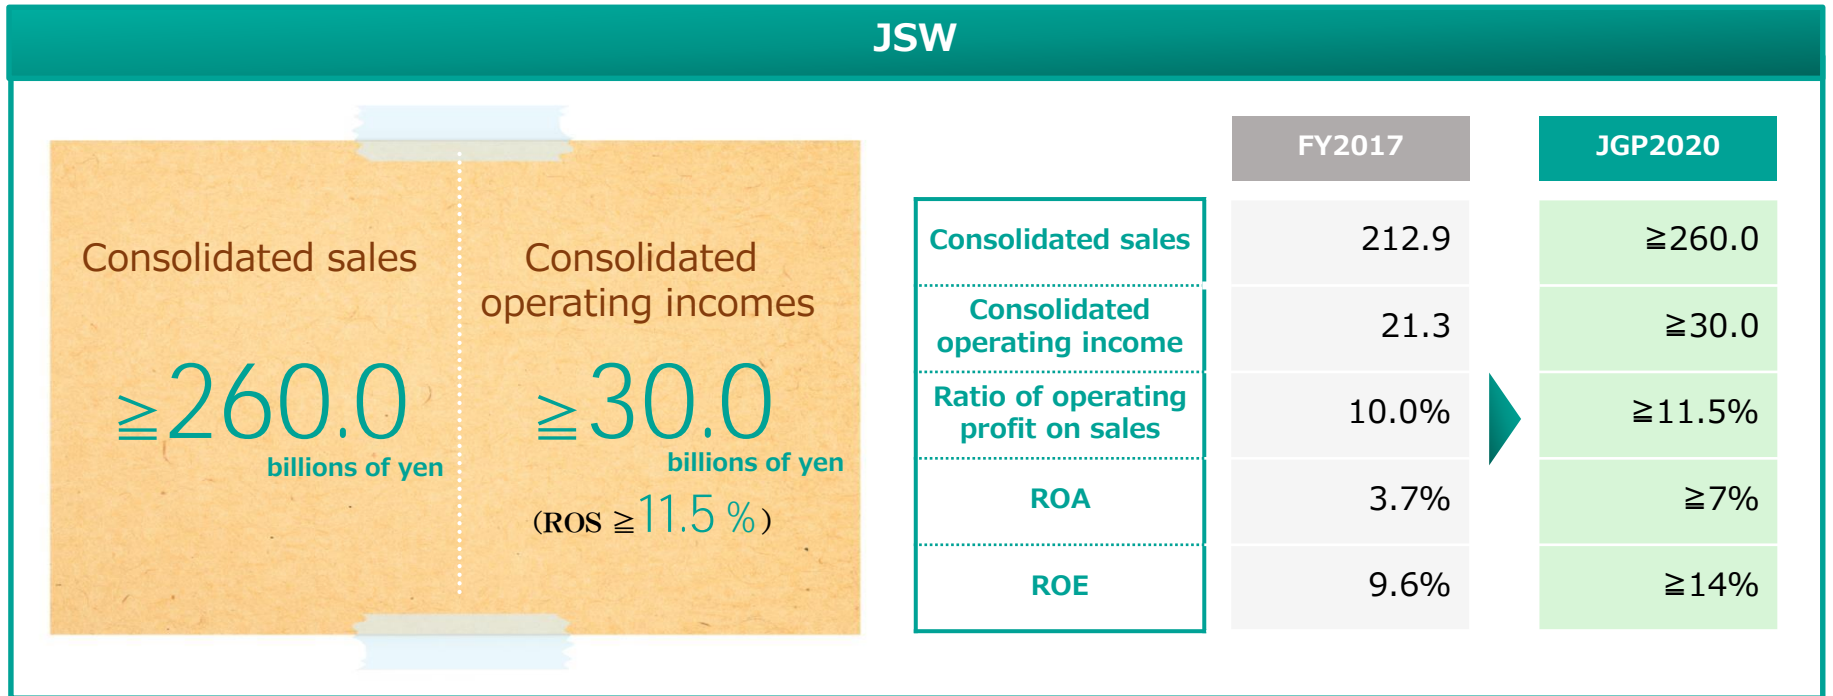 JSW
Consolidated sales
≧260.0
billions of yen
Consolidated
operating incomes
≧30.0
billions of yen
(ROS ≧11.5 %)
FY2017 JGP2020
Consolidated sales 212.9 ≧260.0
Consolidated
operating income 21.3 ≧30.0
Ratio of operating
profit on sales 10.0% ≧11.5%
ROA 3.7% ≧7%
ROE 9.6% ≧14%